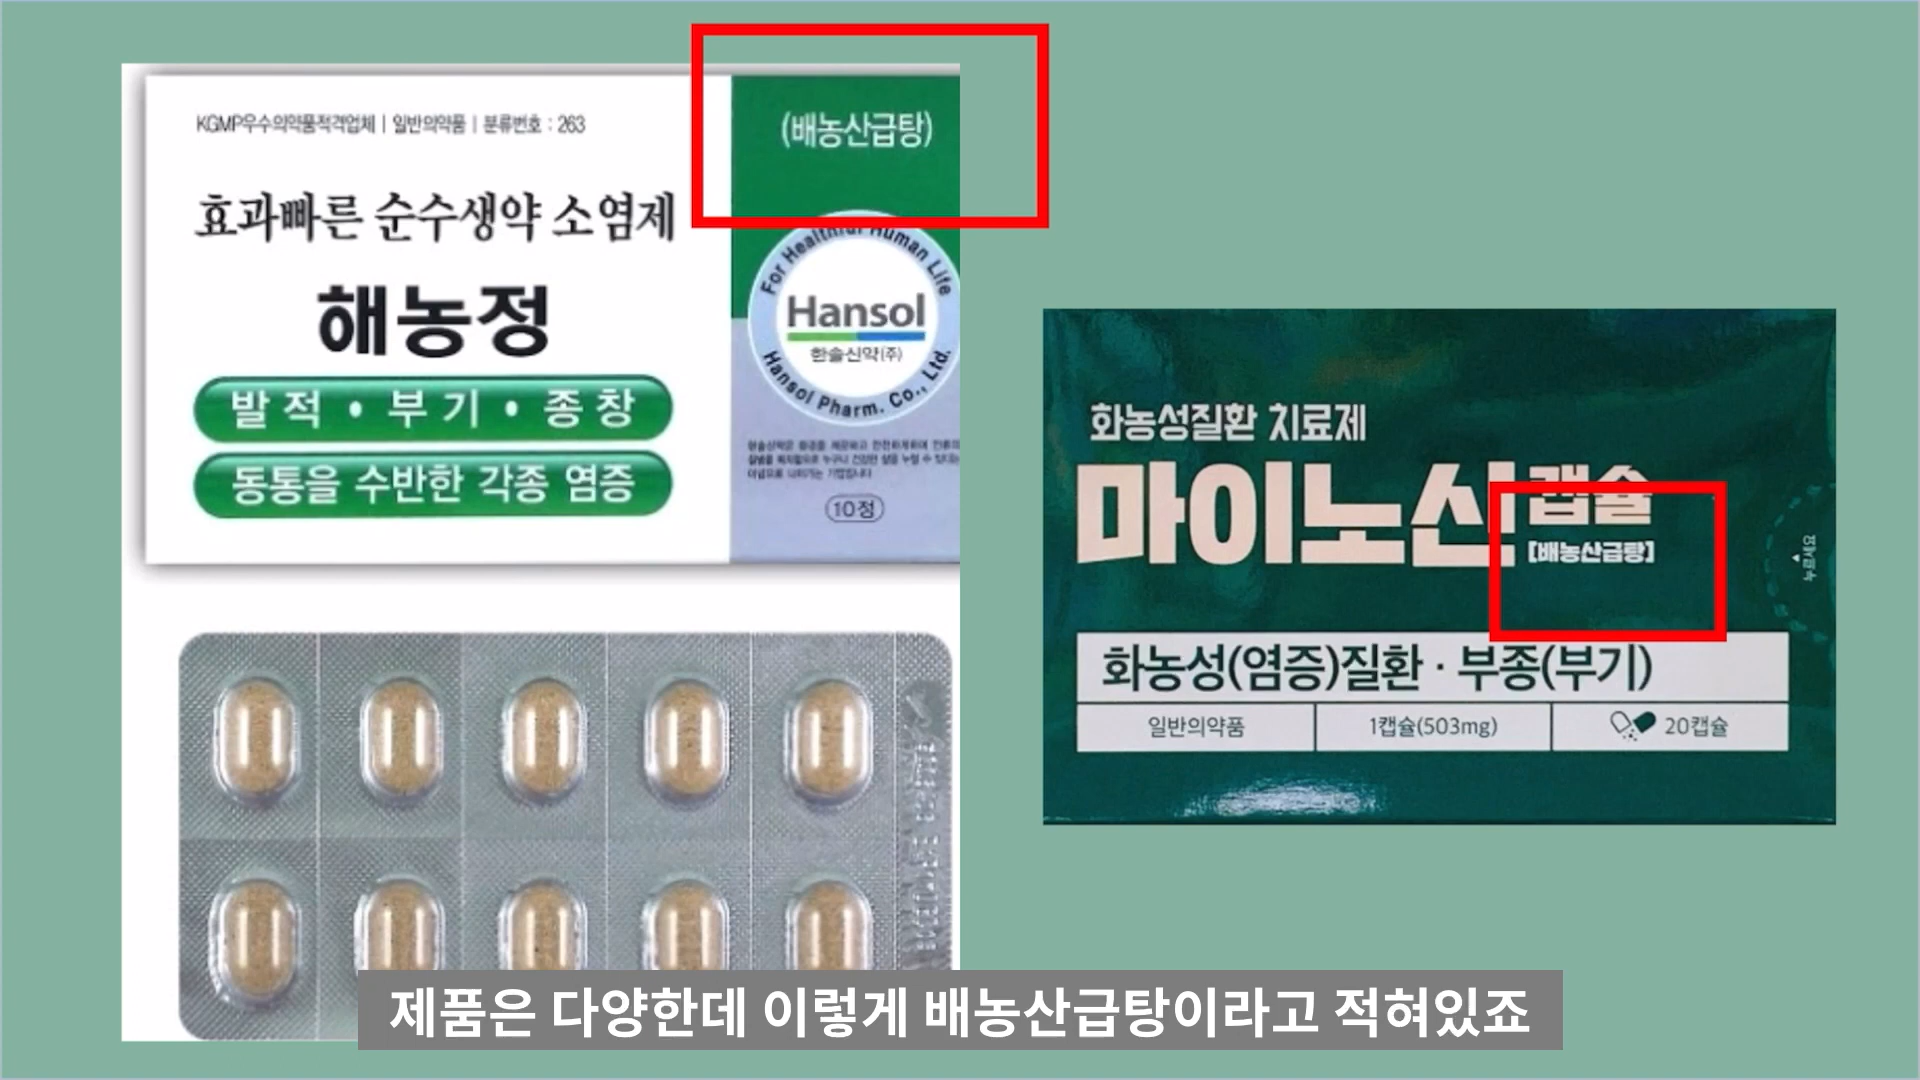 KGMP우수의약품적격업체 | 일반의약품 | 분류번호 : 263
효과빠른 순수생약 소염제
해농정
발적 • 부기 • 종창
동통을 수반한 각종 염증
(배농산급탕)
For Healthful Human Life
Hansol
한솔신약(주)
Hansol Pharm. Co., Ltd.
10정
화농성질환 치료제
마이노신 캡슐
[배농산급탕]
누르세요
화농성(염증)질환 · 부종(부기)
일반의약품
1캡슐(503mg)
20캡슐
제품은 다양한데 이렇게 배농산급탕이라고 적혀있죠